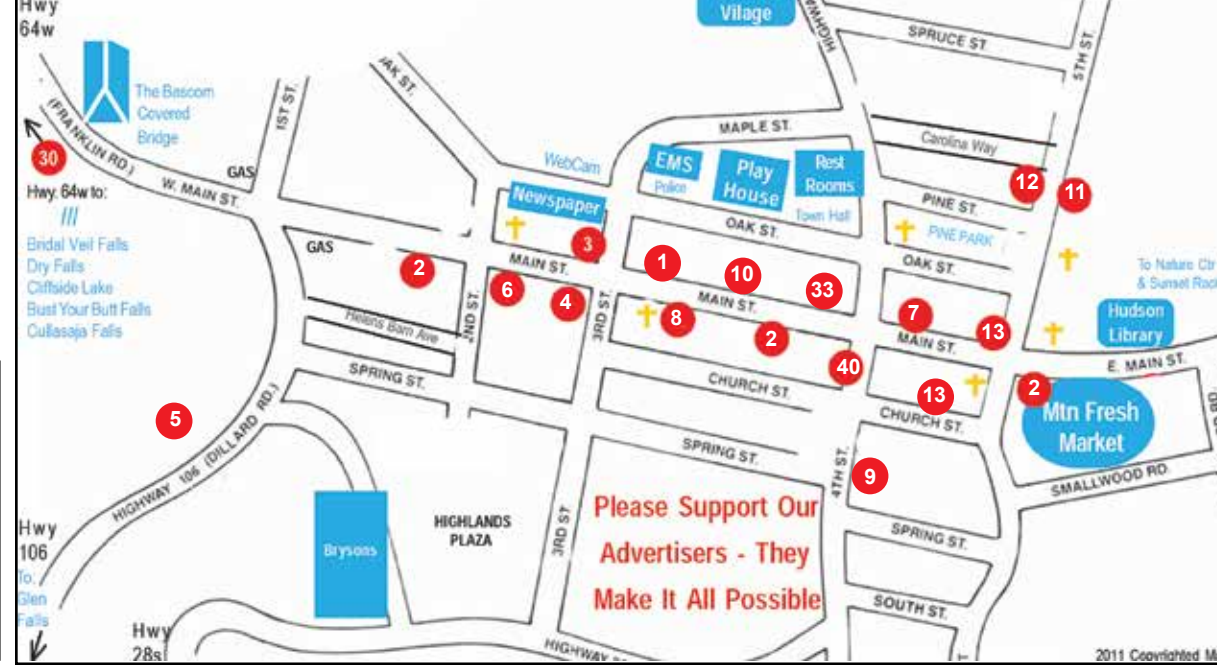 Hwy
64w
The Bascom
Covered
Bridge
(FRANKLIN RD.)
30
Hwy. 64w to:
Bridal Veil Falls
Dry Falls
Cliffside Lake
Bust Your Butt Falls
Cullasaja Falls
W. MAIN ST.
GAS
1ST ST.
GAS
2
Helens Barn Ave
SPRING ST.
2ND ST.
5
HIGHWAY 106 (DILLARD RD.)
Hwy
106
To:
Glen
Falls
Hwy
28s
Brysons
HIGHLANDS
PLAZA
WebCam
Newspaper
3
MAIN ST.
6
4
3RD ST.
3RD ST
Vilage
MAPLE ST.
EMS
Police
Play
House
Rest
Rooms
Town Hall
OAK ST.
1
10
33
MAIN ST.
8
2
40
CHURCH ST.
SPRING ST.
4TH ST.
9
Please Support Our
Advertisers - They
Make It All Possible
SPRUCE ST.
5TH ST.
Carolina Way
12
11
PINE ST.
PINE PARK
OAK ST.
7
MAIN ST.
13
13
CHURCH ST.
To Nature Ctr
Hudson
Library
E. MAIN ST.
2
Mtn Fresh
Market
SMALLWOOD RD.
SPRING ST.
SOUTH ST.
2011 Copyrighted